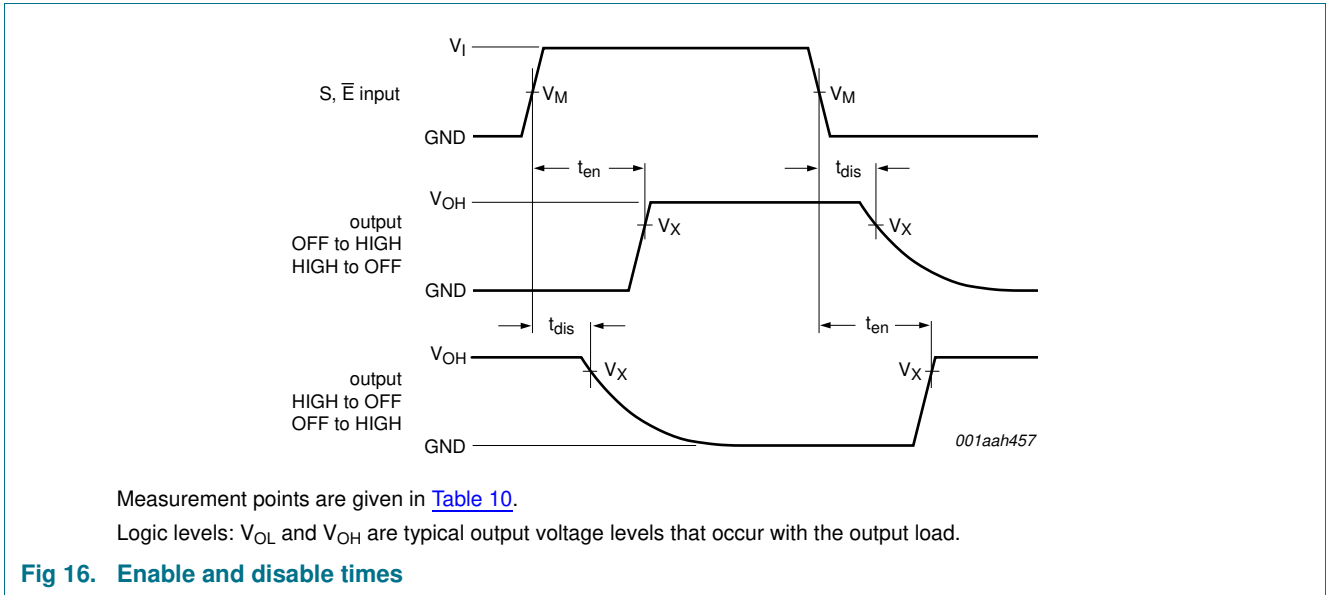 V_I
S, E̅ input
V_M
V_M
GND
t_en
t_dis
V_OH
output
OFF to HIGH
HIGH to OFF
V_X
V_X
GND
t_dis
t_en
V_OH
output
HIGH to OFF
OFF to HIGH
V_X
V_X
GND
001aah457
Measurement points are given in Table 10.
Logic levels: V_OL and V_OH are typical output voltage levels that occur with the output load.
Fig 16. Enable and disable times